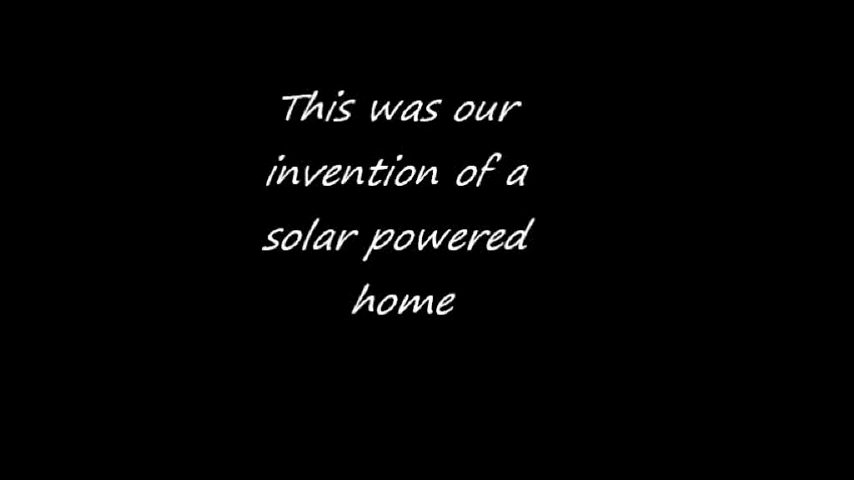 This was our
invention of a
solar powered
home